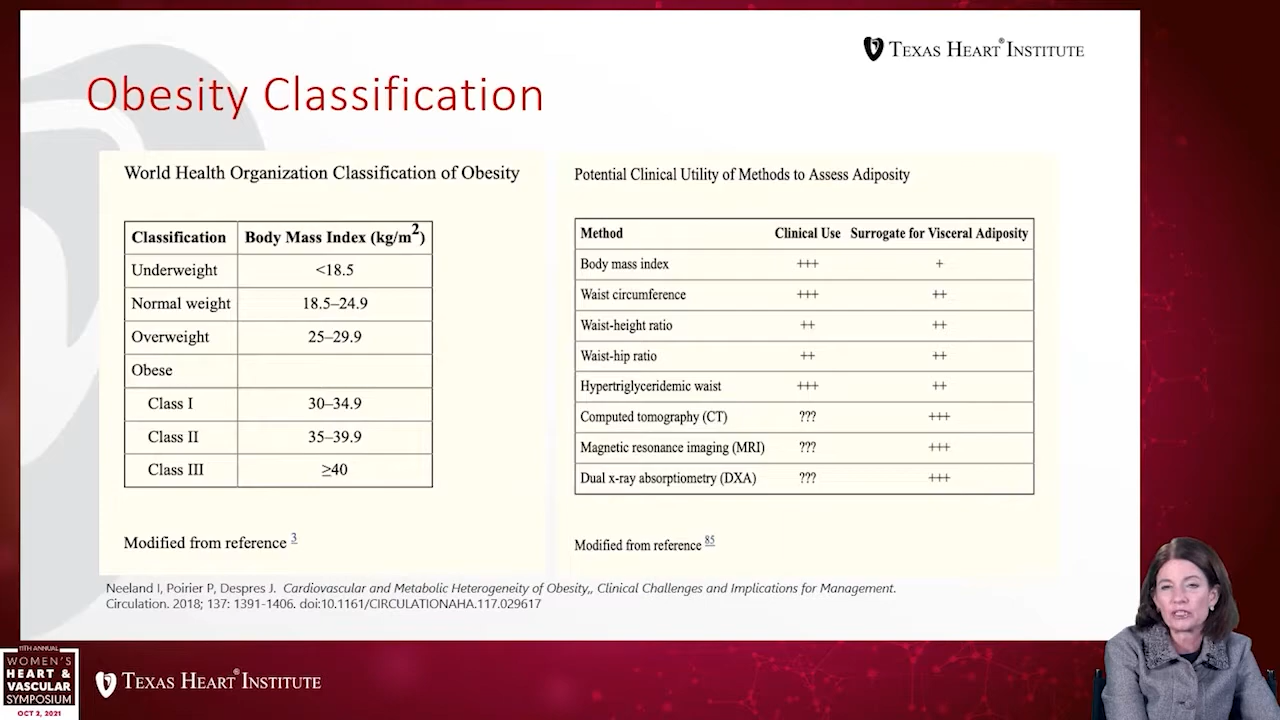 TEXAS HEART® INSTITUTE
Obesity Classification
World Health Organization Classification of Obesity
Classification Body Mass Index (kg/m²)
Underweight <18.5
Normal weight 18.5–24.9
Overweight 25–29.9
Obese
Class I 30–34.9
Class II 35–39.9
Class III ≥40
Modified from reference 3
Potential Clinical Utility of Methods to Assess Adiposity
Method Clinical Use Surrogate for Visceral Adiposity
Body mass index +++ +
Waist circumference +++ ++
Waist-height ratio ++ ++
Waist-hip ratio ++ ++
Hypertriglyceridemic waist +++ ++
Computed tomography (CT) ??? +++
Magnetic resonance imaging (MRI) ??? +++
Dual x-ray absorptiometry (DXA) ??? +++
Modified from reference 85
Neeland I, Poirier P, Despres J. Cardiovascular and Metabolic Heterogeneity of Obesity,, Clinical Challenges and Implications for Management.
Circulation. 2018; 137: 1391-1406. doi:10.1161/CIRCULATIONAHA.117.029617
11TH ANNUAL
WOMEN'S
HEART &
VASCULAR
SYMPOSIUM
OCT 2, 2021
TEXAS HEART® INSTITUTE